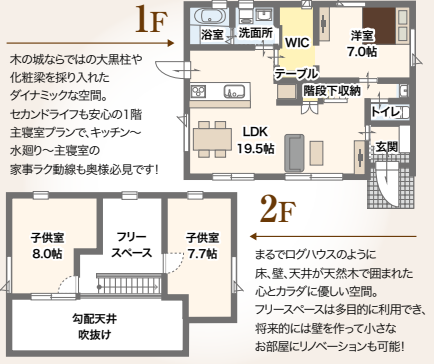 1F
木の城ならではの大黒柱や
化粧梁を採り入れた
ダイナミックな空間。
セカンドライフも安心の1階
主寝室プランで、キッチン〜
水廻り〜主寝室の
家事ラク動線も奥様必見です!
浴室
洗面所
WIC
洋室
7.0帖
テーブル
階段下収納
トイレ
LDK
19.5帖
玄関
2F
子供室
8.0帖
フリー
スペース
子供室
7.7帖
勾配天井
吹抜け
まるでログハウスのように
床、壁、天井が天然木で囲まれた
心とカラダに優しい空間。
フリースペースは多目的に利用でき、
将来的には壁を作って小さな
お部屋にリノベーションも可能!